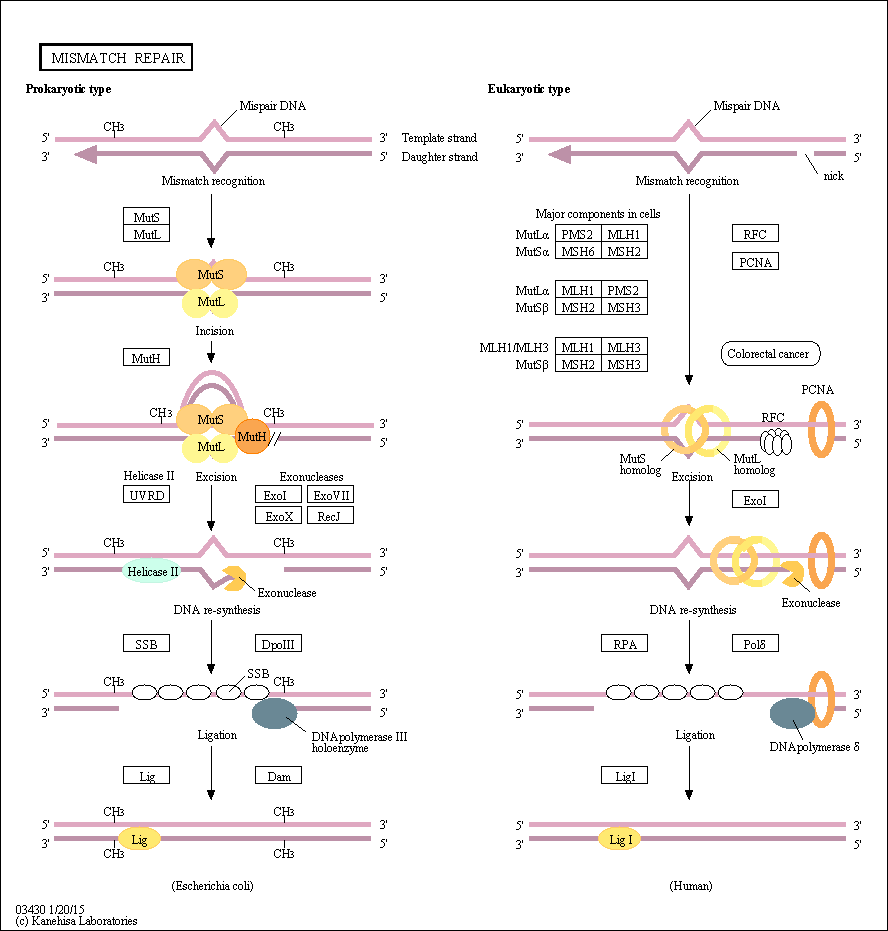 MISMATCH REPAIR
Prokaryotic type
Eukaryotic type
Mispair DNA
CH3
CH3
5'
3'
3'
5'
Template strand
Daughter strand
Mismatch recognition
Mispair DNA
5'
3'
3'
5'
nick
Mismatch recognition
MutS
MutL
CH3
CH3
5'
3'
3'
5'
MutS
MutL
Incision
MutH
CH3
CH3
5'
3'
3'
5'
MutS
MutL
MutH
Helicase II
UVRD
Excision
Exonucleases
ExoI
ExoVII
ExoX
RecJ
CH3
CH3
5'
3'
3'
5'
Helicase II
Exonuclease
DNA re-synthesis
SSB
DpoIII
SSB
CH3
CH3
5'
3'
3'
5'
DNA polymerase III
holoenzyme
Ligation
Lig
Dam
CH3
CH3
5'
3'
3'
5'
Lig
CH3
CH3
(Escherichia coli)
Major components in cells
MutLα PMS2 MLH1
MutSα MSH6 MSH2
MutLα MLH1 PMS2
MutSβ MSH2 MSH3
MLH1/MLH3 MLH1 MLH3
MutSβ MSH2 MSH3
RFC
PCNA
Colorectal cancer
PCNA
RFC
5'
3'
3'
5'
MutS
homolog
MutL
homolog
Excision
ExoI
5'
3'
3'
5'
Exonuclease
DNA re-synthesis
RPA
Polδ
5'
3'
3'
5'
DNA polymerase δ
Ligation
LigI
5'
3'
3'
5'
Lig I
(Human)
03430 1/20/15
(c) Kanehisa Laboratories